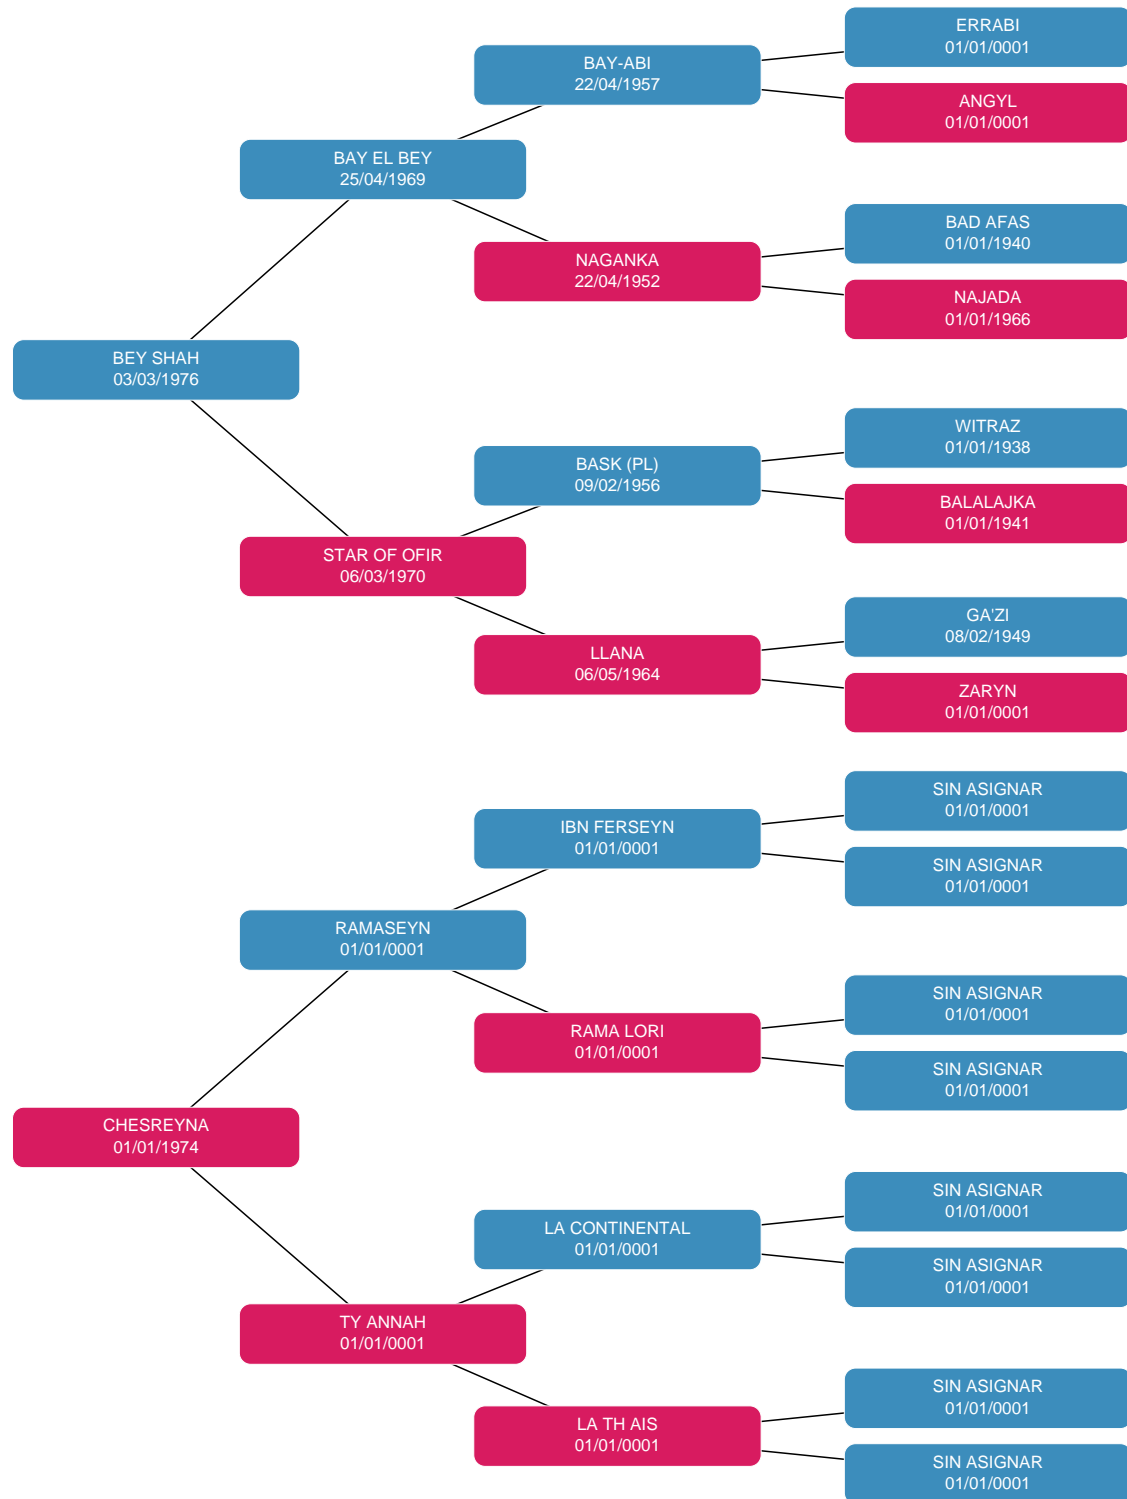 ERRABI
01/01/0001
BAY-ABI
22/04/1957
ANGYL
01/01/0001
BAY EL BEY
25/04/1969
BAD AFAS
01/01/1940
NAGANKA
22/04/1952
NAJADA
01/01/1966
BEY SHAH
03/03/1976
WITRAZ
01/01/1938
BASK (PL)
09/02/1956
BALALAJKA
01/01/1941
STAR OF OFIR
06/03/1970
GA'ZI
08/02/1949
LLANA
06/05/1964
ZARYN
01/01/0001
SIN ASIGNAR
01/01/0001
IBN FERSEYN
01/01/0001
SIN ASIGNAR
01/01/0001
RAMASEYN
01/01/0001
SIN ASIGNAR
01/01/0001
RAMA LORI
01/01/0001
SIN ASIGNAR
01/01/0001
CHESREYNA
01/01/1974
SIN ASIGNAR
01/01/0001
LA CONTINENTAL
01/01/0001
SIN ASIGNAR
01/01/0001
TY ANNAH
01/01/0001
SIN ASIGNAR
01/01/0001
LA TH AIS
01/01/0001
SIN ASIGNAR
01/01/0001